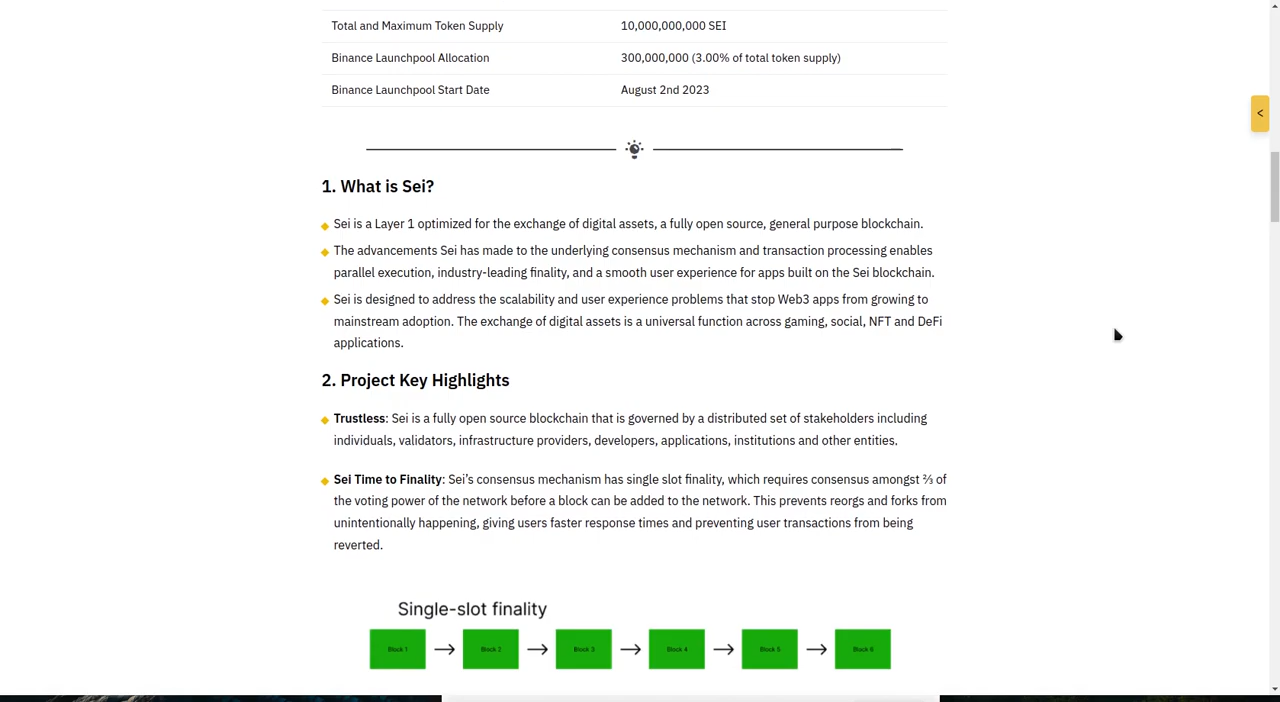 Total and Maximum Token Supply 10,000,000,000 SEI
Binance Launchpool Allocation 300,000,000 (3.00% of total token supply)
Binance Launchpool Start Date August 2nd 2023
<
1. What is Sei?
Sei is a Layer 1 optimized for the exchange of digital assets, a fully open source, general purpose blockchain.
The advancements Sei has made to the underlying consensus mechanism and transaction processing enables
parallel execution, industry-leading finality, and a smooth user experience for apps built on the Sei blockchain.
Sei is designed to address the scalability and user experience problems that stop Web3 apps from growing to
mainstream adoption. The exchange of digital assets is a universal function across gaming, social, NFT and DeFi
applications.
2. Project Key Highlights
Trustless: Sei is a fully open source blockchain that is governed by a distributed set of stakeholders including
individuals, validators, infrastructure providers, developers, applications, institutions and other entities.
Sei Time to Finality: Sei’s consensus mechanism has single slot finality, which requires consensus amongst ⅔ of
the voting power of the network before a block can be added to the network. This prevents reorgs and forks from
unintentionally happening, giving users faster response times and preventing user transactions from being
reverted.
Single-slot finality
Block 1 Block 2 Block 3 Block 4 Block 5 Block 6